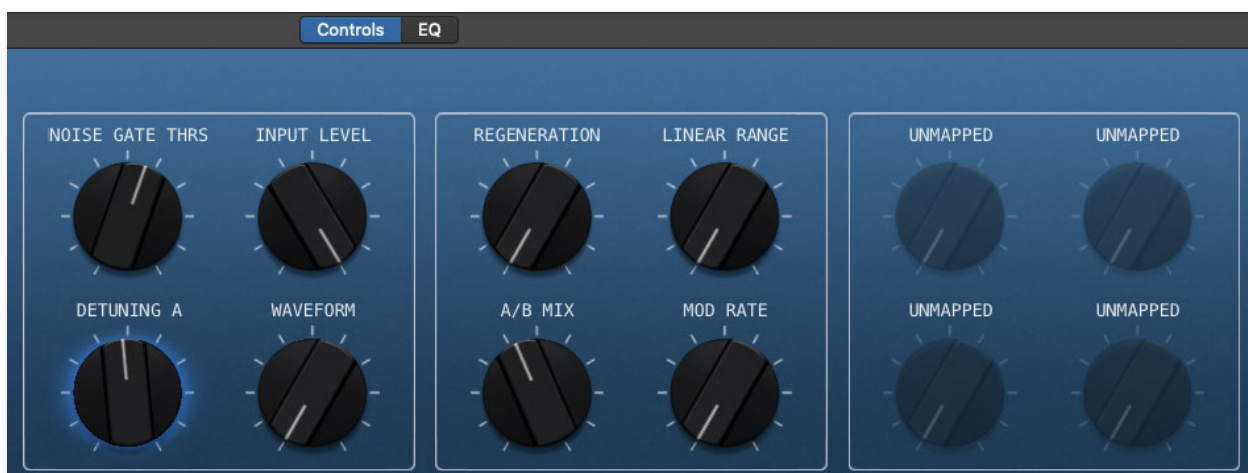 Controls EQ
NOISE GATE THRS INPUT LEVEL REGENERATION LINEAR RANGE UNMAPPED UNMAPPED
DETUNING A WAVEFORM A/B MIX MOD RATE UNMAPPED UNMAPPED